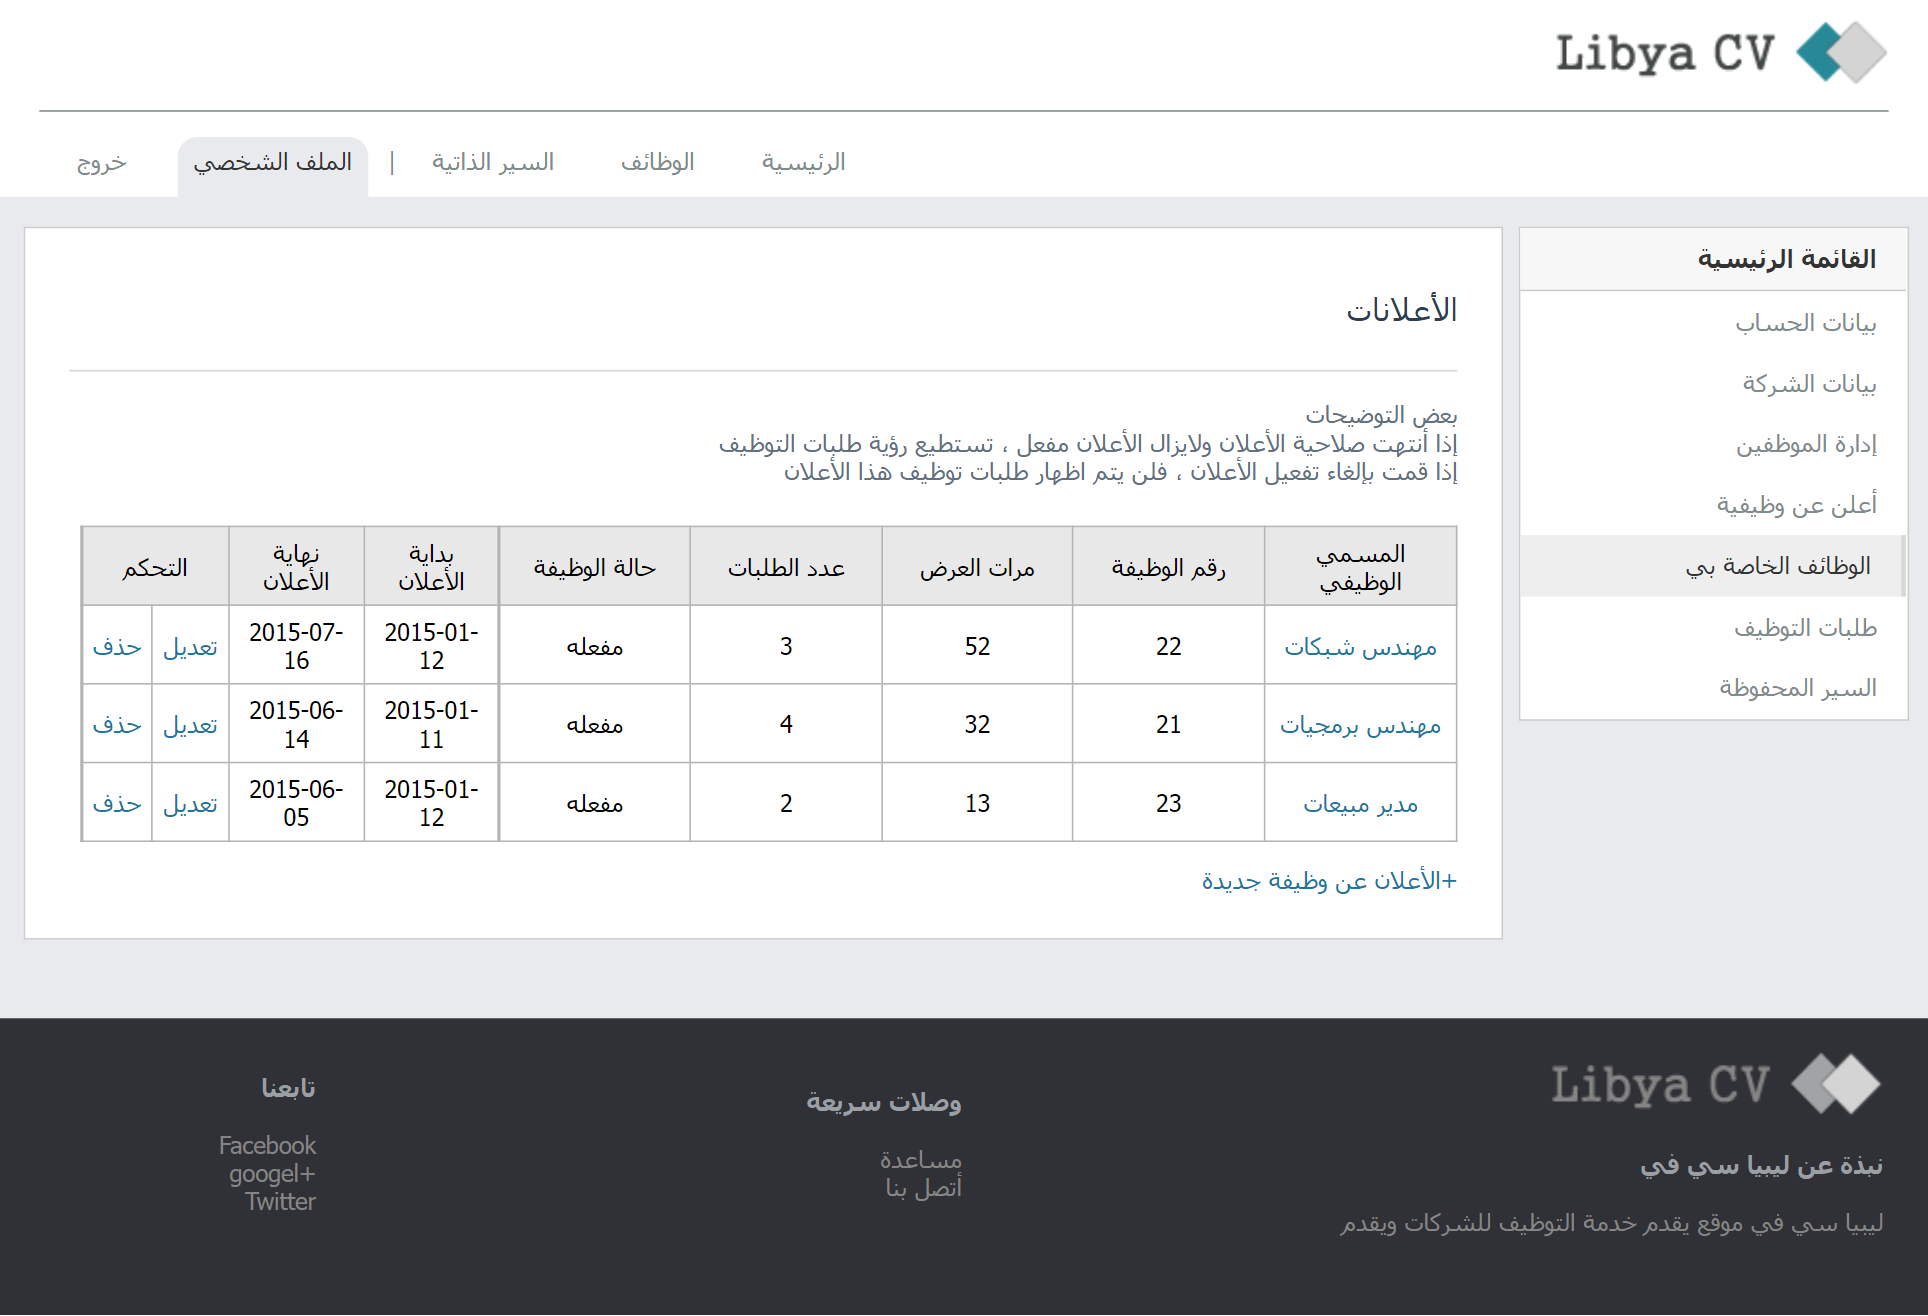 Libya CV
الرئيسية
الوظائف
السير الذاتية
|
الملف الشخصي
خروج
القائمة الرئيسية
بيانات الحساب
بيانات الشركة
إدارة الموظفين
أعلن عن وظيفية
الوظائف الخاصة بي
طلبات التوظيف
السير المحفوظة
الأعلانات
بعض التوضيحات
إذا أنتهت صلاحية الأعلان ولايزال الأعلان مفعل ، تستطيع رؤية طلبات التوظيف
إذا قمت بإلغاء تفعيل الأعلان ، فلن يتم اظهار طلبات توظيف هذا الأعلان
المسمي الوظيفي رقم الوظيفة مرات العرض عدد الطلبات حالة الوظيفة بداية الأعلان نهاية الأعلان التحكم
مهندس شبكات 22 52 3 مفعله 2015-01-12 2015-07-16 تعديل حذف
مهندس برمجيات 21 32 4 مفعله 2015-01-11 2015-06-14 تعديل حذف
مدير مبيعات 23 13 2 مفعله 2015-01-12 2015-06-05 تعديل حذف
+الأعلان عن وظيفة جديدة
Libya CV
نبذة عن ليبيا سي في
ليبيا سي في موقع يقدم خدمة التوظيف للشركات ويقدم
وصلات سريعة
مساعدة
أتصل بنا
تابعنا
Facebook
googel+
Twitter